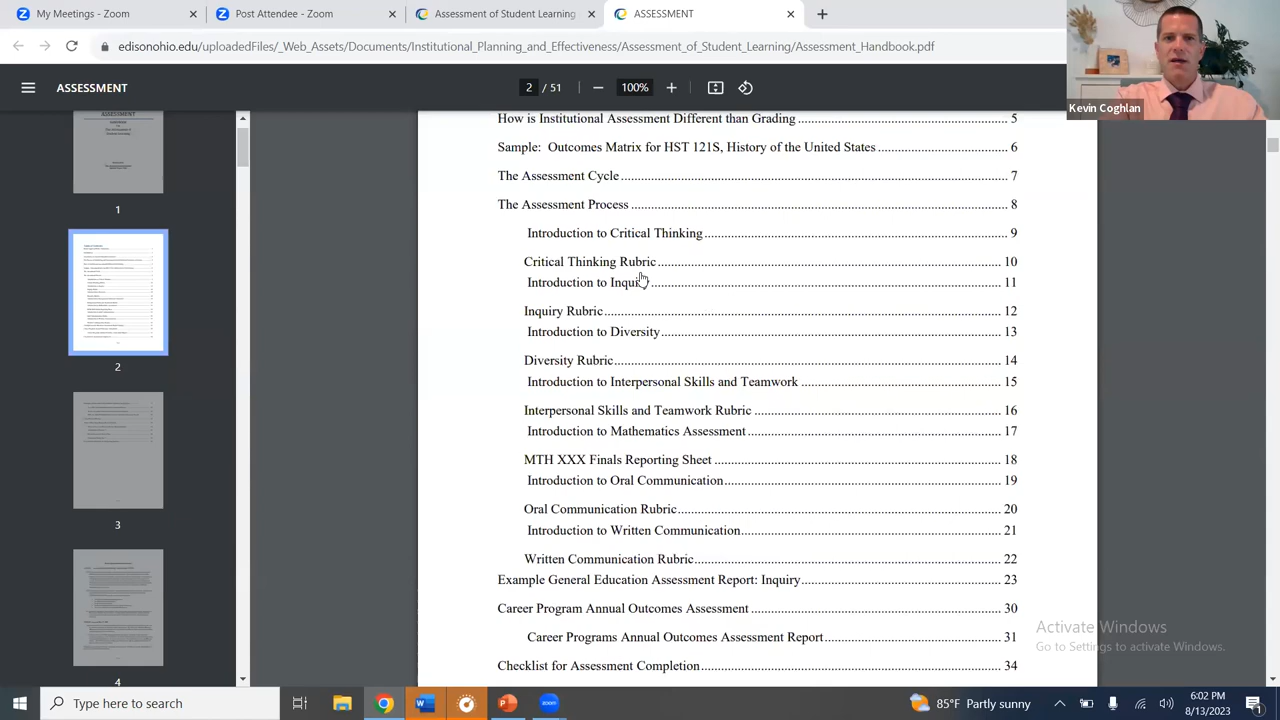 My Meetings - Zoom
Post Attendee - Zoom
Assessment of Student Learning
ASSESSMENT
edisonohio.edu/uploadedFiles/_Web_Assets/Documents/Institutional_Planning_and_Effectiveness/Assessment_of_Student_Learning/Assessment_Handbook.pdf
Kevin Coghlan
ASSESSMENT
2 / 51
100%
How is Institutional Assessment Different than Grading 5
Sample: Outcomes Matrix for HST 121S, History of the United States 6
The Assessment Cycle 7
The Assessment Process 8
Introduction to Critical Thinking 9
Critical Thinking Rubric 10
Introduction to Inquiry 11
Inquiry Rubric 12
Introduction to Diversity 13
Diversity Rubric 14
Introduction to Interpersonal Skills and Teamwork 15
Interpersonal Skills and Teamwork Rubric 16
Introduction to Mathematics Assessment 17
MTH XXX Finals Reporting Sheet 18
Introduction to Oral Communication 19
Oral Communication Rubric 20
Introduction to Written Communication 21
Written Communication Rubric 22
Example General Education Assessment Report: Inquiry 23
Career Program Annual Outcomes Assessment 30
Career Programs Annual Outcomes Assessment Report 31
Checklist for Assessment Completion 34
1
2
3
4
Activate Windows
Go to Settings to activate Windows.
Type here to search
85°F Partly sunny
6:02 PM
8/13/2023
1